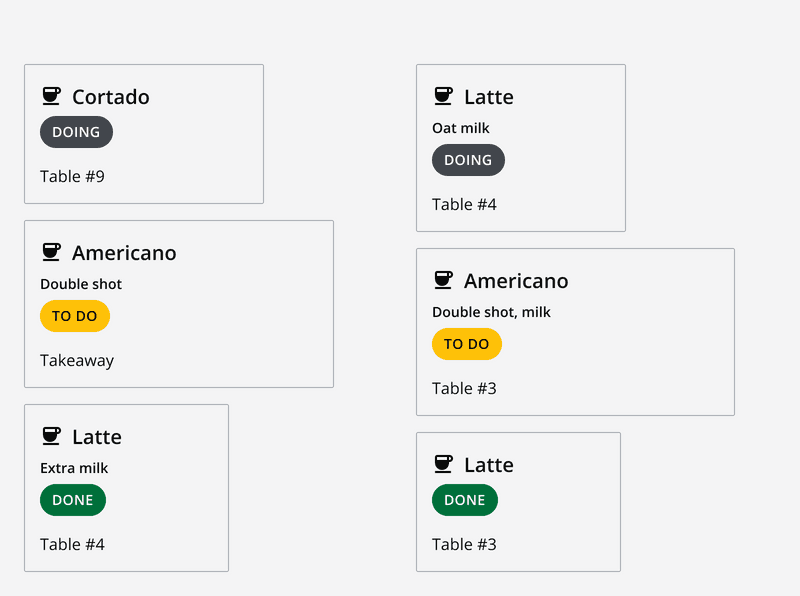 Cortado
DOING
Table #9
Americano
Double shot
TO DO
Takeaway
Latte
Extra milk
DONE
Table #4
Latte
Oat milk
DOING
Table #4
Americano
Double shot, milk
TO DO
Table #3
Latte
DONE
Table #3